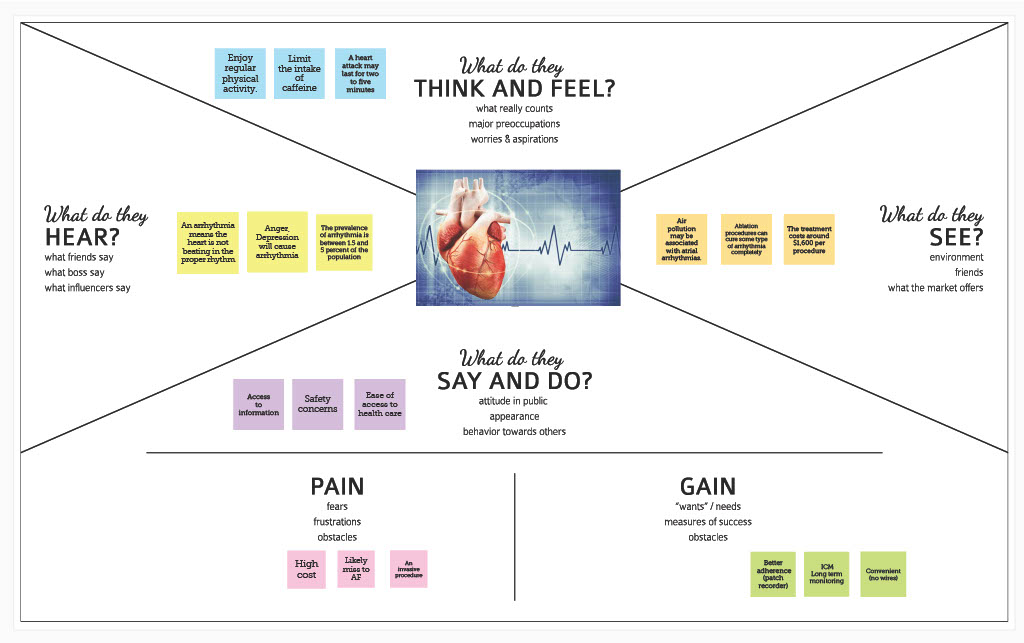 Enjoy
regular
physical
activity.
Limit
the intake
of
caffeine
A heart
attack may
last for two
to five
minutes
What do they
THINK AND FEEL?
what really counts
major preoccupations
worries & aspirations
What do they
HEAR?
what friends say
what boss say
what influencers say
An arrhythmia
means the
heart is not
beating in the
proper rhythm.
Anger,
Depression
will cause
arrhythmia
The prevalence
of arrhythmia is
between 1.5 and
5 percent of the
population
Air
pollution
may be
associated
with atrial
arrhythmias.
Ablation
procedures can
cure some type
of arrhythmia
completely
The treatment
costs around
$1,600 per
procedure
What do they
SEE?
environment
friends
what the market offers
What do they
SAY AND DO?
attitude in public
appearance
behavior towards others
Access
to
information
Safety
concerns
Ease of
access to
health care
PAIN
fears
frustrations
obstacles
High
cost
Likely
miss to
AF
An
invasive
procedure
GAIN
"wants" / needs
measures of success
obstacles
Better
adherence
(patch
recorder)
ICM
Long term
monitoring
Convenient
(no wires)